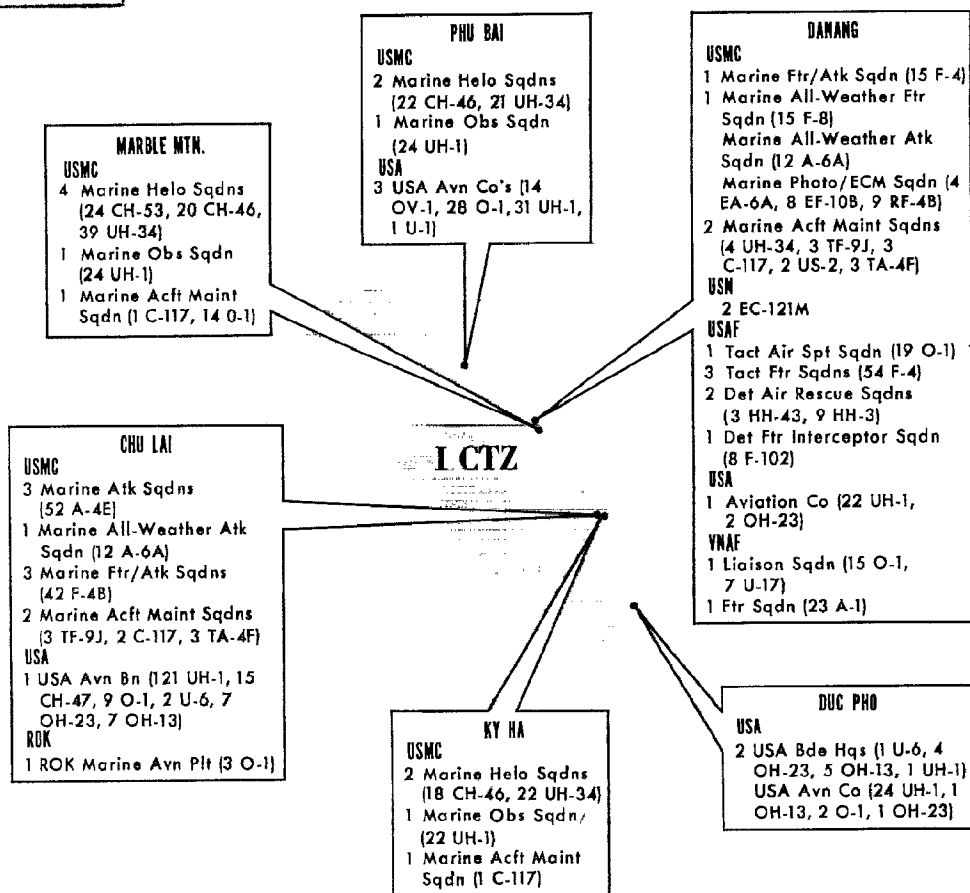 PHU BAI
USMC
2 Marine Helo Sqdns
(22 CH-46, 21 UH-34)
1 Marine Obs Sqdn
(24 UH-1)
USA
3 USA Avn Co's (14
OV-1, 28 O-1, 31 UH-1,
1 U-1)
DANANG
USMC
1 Marine Ftr/Atk Sqdn (15 F-4)
1 Marine All-Weather Ftr
Sqdn (15 F-8)
Marine All-Weather Atk
Sqdn (12 A-6A)
Marine Photo/ECM Sqdn (4
EA-6A, 8 EF-10B, 9 RF-4B)
2 Marine Acft Maint Sqdns
(4 UH-34, 3 TF-9J, 3
C-117, 2 US-2, 3 TA-4F)
USN
2 EC-121M
USAF
1 Tact Air Spt Sqdn (19 O-1)
3 Tact Ftr Sqdns (54 F-4)
2 Det Air Rescue Sqdns
(3 HH-43, 9 HH-3)
1 Det Ftr Interceptor Sqdn
(8 F-102)
USA
1 Aviation Co (22 UH-1,
2 OH-23)
VNAF
1 Liaison Sqdn (15 O-1,
7 U-17)
1 Ftr Sqdn (23 A-1)
MARBLE MTN.
USMC
4 Marine Helo Sqdns
(24 CH-53, 20 CH-46,
39 UH-34)
1 Marine Obs Sqdn
(24 UH-1)
1 Marine Acft Maint
Sqdn (1 C-117, 14 0-1)
I CTZ
CHU LAI
USMC
3 Marine Atk Sqdns
(52 A-4E)
1 Marine All-Weather Atk
Sqdn (12 A-6A)
3 Marine Ftr/Atk Sqdns
(42 F-4B)
2 Marine Acft Maint Sqdns
(3 TF-9J, 2 C-117, 3 TA-4F)
USA
1 USA Avn Bn (121 UH-1, 15
CH-47, 9 O-1, 2 U-6, 7
OH-23, 7 OH-13)
ROK
1 ROK Marine Avn Plt (3 O-1)
KY HA
USMC
2 Marine Helo Sqdns
(18 CH-46, 22 UH-34)
1 Marine Obs Sqdn/
(22 UH-1)
1 Marine Acft Maint
Sqdn (1 C-117)
DUC PHO
USA
2 USA Bde Hqs (1 U-6, 4
OH-23, 5 OH-13, 1 UH-1)
USA Avn Co (24 UH-1, 1
OH-13, 2 O-1, 1 OH-23)